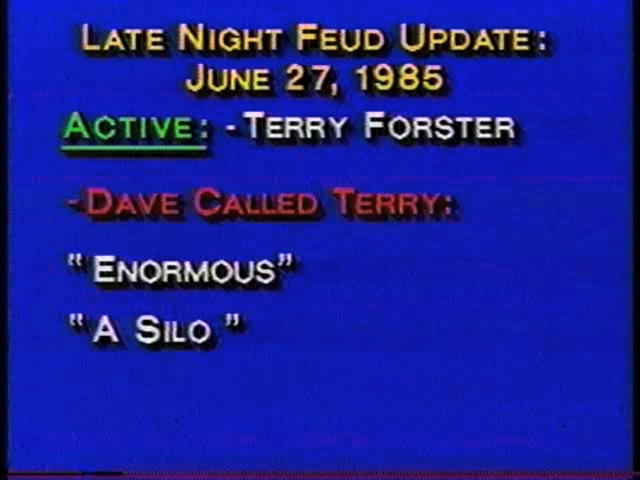 LATE NIGHT FEUD UPDATE:
JUNE 27, 1985
ACTIVE: -TERRY FORSTER
-DAVE CALLED TERRY:
“ENORMOUS”
“A SILO ”